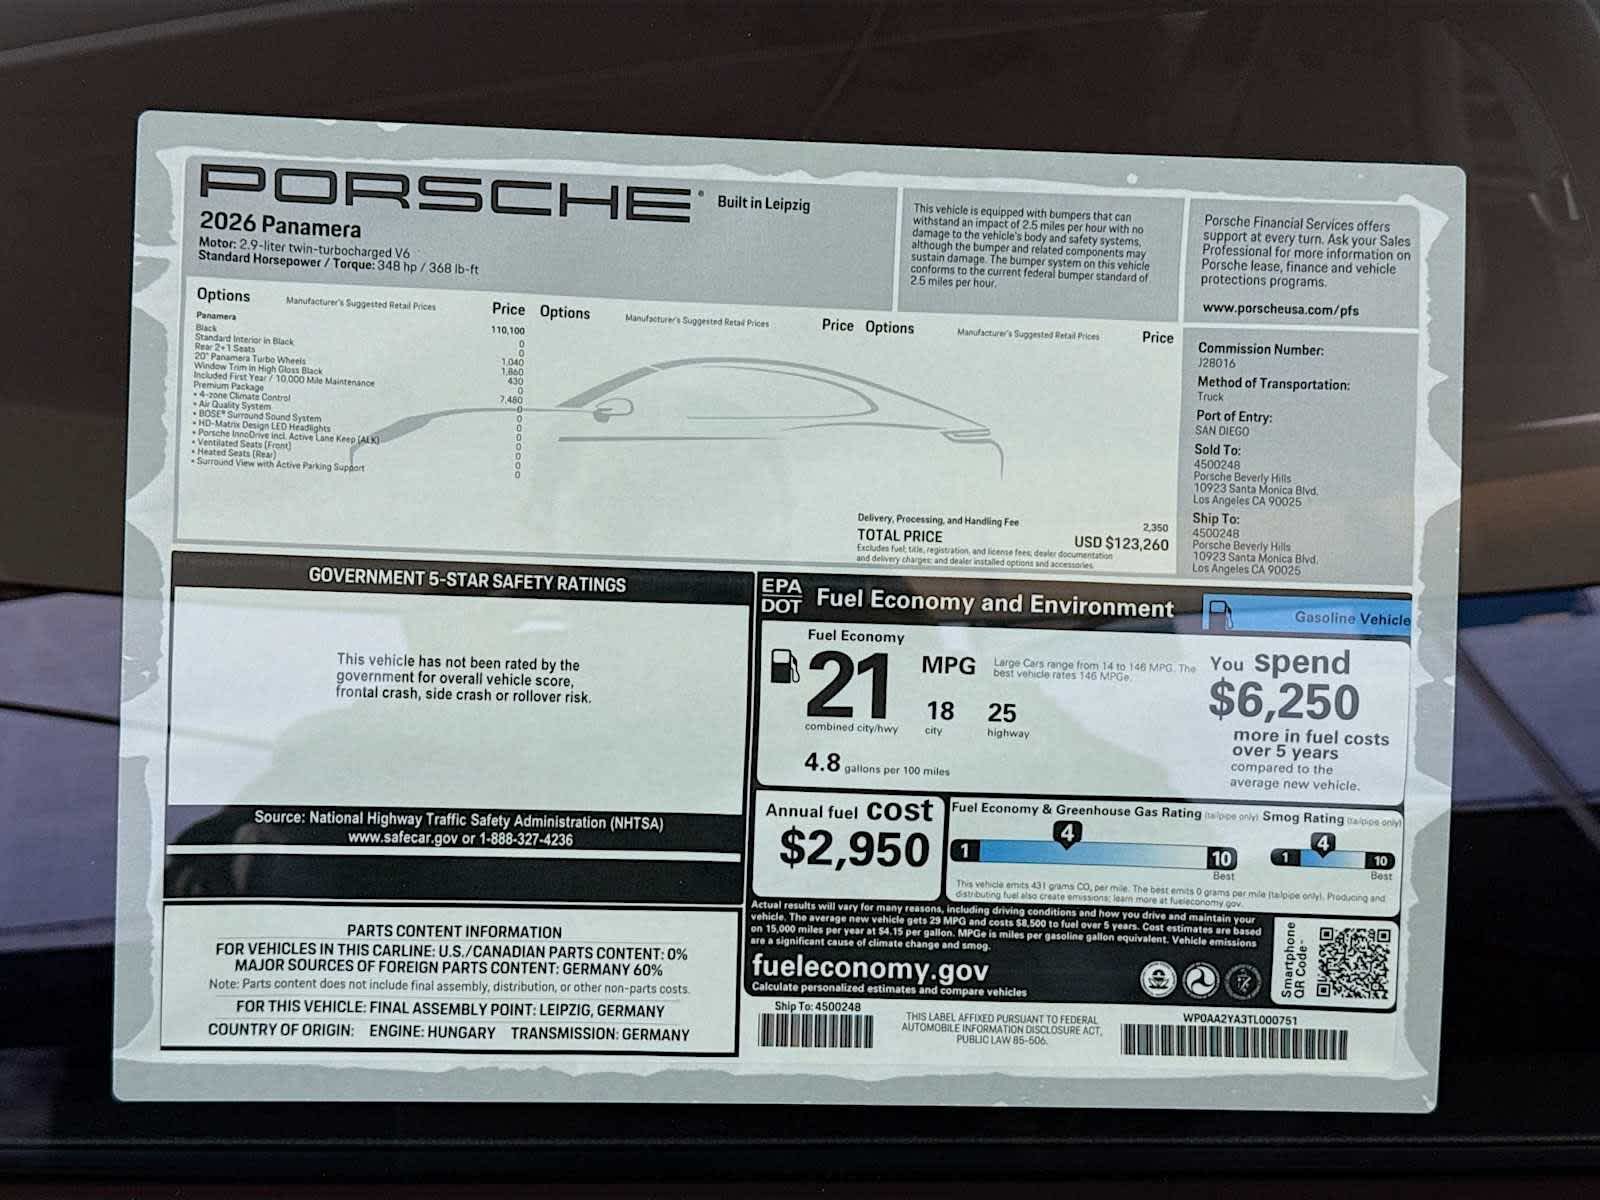 PORSCHE® Built in Leipzig
2026 Panamera
Motor: 2.9-liter twin-turbocharged V6
Standard Horsepower / Torque: 348 hp / 368 lb-ft
This vehicle is equipped with bumpers that can
withstand an impact of 2.5 miles per hour with no
damage to the vehicle's body and safety systems,
although the bumper and related components may
sustain damage. The bumper system on this vehicle
conforms to the current federal bumper standard of
2.5 miles per hour.
Porsche Financial Services offers
support at every turn. Ask your Sales
Professional for more information on
Porsche lease, finance and vehicle
protections programs.
www.porscheusa.com/pfs
Options Manufacturer's Suggested Retail Prices Price Options Manufacturer's Suggested Retail Prices Price Options Manufacturer's Suggested Retail Prices Price
Panamera 110,100
Black 0
Standard Interior in Black 0
Rear 2+1 Seats 1,040
20" Panamera Turbo Wheels 1,860
Window Trim in High Gloss Black 430
Included First Year / 10,000 Mile Maintenance 0
Premium Package 7,480
• 4-zone Climate Control 0
• Air Quality System 0
• BOSE® Surround Sound System 0
• HD-Matrix Design LED Headlights 0
• Porsche InnoDrive incl. Active Lane Keep (ALK) 0
• Ventilated Seats (Front) 0
• Heated Seats (Rear) 0
• Surround View with Active Parking Support 0
Delivery, Processing, and Handling Fee 2,350
TOTAL PRICE USD $123,260
Excludes fuel; title, registration, and license fees; dealer documentation
and delivery charges; and dealer installed options and accessories.
Commission Number:
J28016
Method of Transportation:
Truck
Port of Entry:
SAN DIEGO
Sold To:
4500248
Porsche Beverly Hills
10923 Santa Monica Blvd.
Los Angeles CA 90025
Ship To:
4500248
Porsche Beverly Hills
10923 Santa Monica Blvd.
Los Angeles CA 90025
GOVERNMENT 5-STAR SAFETY RATINGS
This vehicle has not been rated by the
government for overall vehicle score,
frontal crash, side crash or rollover risk.
Source: National Highway Traffic Safety Administration (NHTSA)
www.safecar.gov or 1-888-327-4236
PARTS CONTENT INFORMATION
FOR VEHICLES IN THIS CARLINE: U.S./CANADIAN PARTS CONTENT: 0%
MAJOR SOURCES OF FOREIGN PARTS CONTENT: GERMANY 60%
Note: Parts content does not include final assembly, distribution, or other non-parts costs.
FOR THIS VEHICLE: FINAL ASSEMBLY POINT: LEIPZIG, GERMANY
COUNTRY OF ORIGIN: ENGINE: HUNGARY TRANSMISSION: GERMANY
EPA
DOT
Fuel Economy and Environment
Gasoline Vehicle
Fuel Economy
21 MPG
combined city/hwy
18
city
25
highway
4.8 gallons per 100 miles
Large Cars range from 14 to 146 MPG. The
best vehicle rates 146 MPGe.
You spend
$6,250
more in fuel costs
over 5 years
compared to the
average new vehicle.
Annual fuel cost
$2,950
Fuel Economy & Greenhouse Gas Rating (tailpipe only) Smog Rating (tailpipe only)
4 4
1 10 1 10
Best Best
This vehicle emits 431 grams CO₂ per mile. The best emits 0 grams per mile (tailpipe only). Producing and
distributing fuel also create emissions; learn more at fueleconomy.gov.
Actual results will vary for many reasons, including driving conditions and how you drive and maintain your
vehicle. The average new vehicle gets 29 MPG and costs $8,500 to fuel over 5 years. Cost estimates are based
on 15,000 miles per year at $4.15 per gallon. MPGe is miles per gasoline gallon equivalent. Vehicle emissions
are a significant cause of climate change and smog.
fueleconomy.gov
Calculate personalized estimates and compare vehicles
Smartphone
QR Code™
Ship To: 4500248
THIS LABEL AFFIXED PURSUANT TO FEDERAL
AUTOMOBILE INFORMATION DISCLOSURE ACT,
PUBLIC LAW 85-506.
WP0AA2YA3TL000751